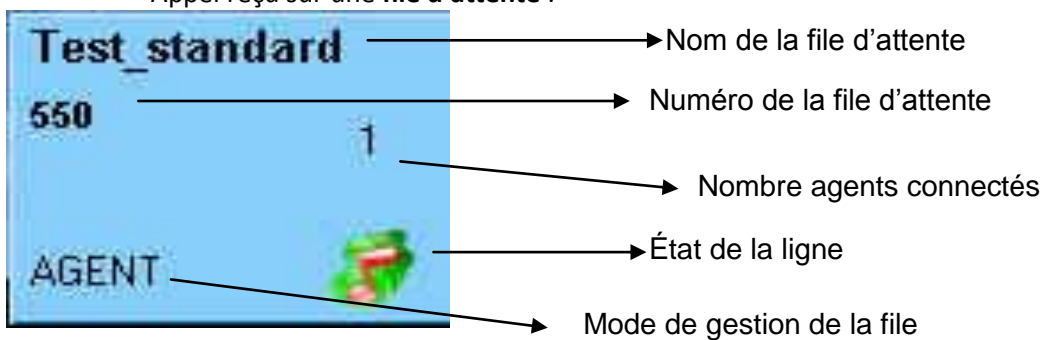 Appel reçu sur une file d'attente :
Test_standard
Nom de la file d'attente
550
Numéro de la file d'attente
1
Nombre agents connectés
État de la ligne
AGENT
Mode de gestion de la file